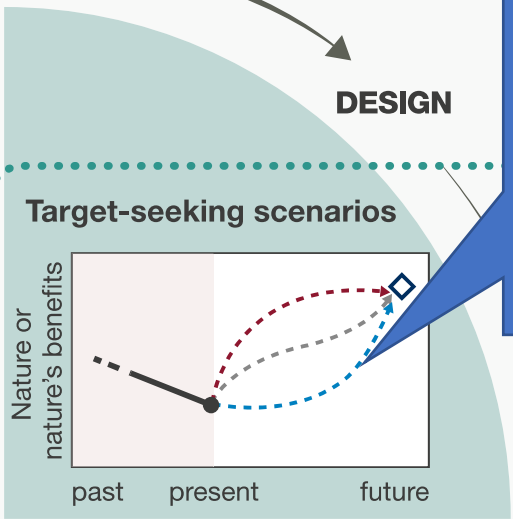 DESIGN
Target-seeking scenarios
Nature or
nature’s benefits
past present future